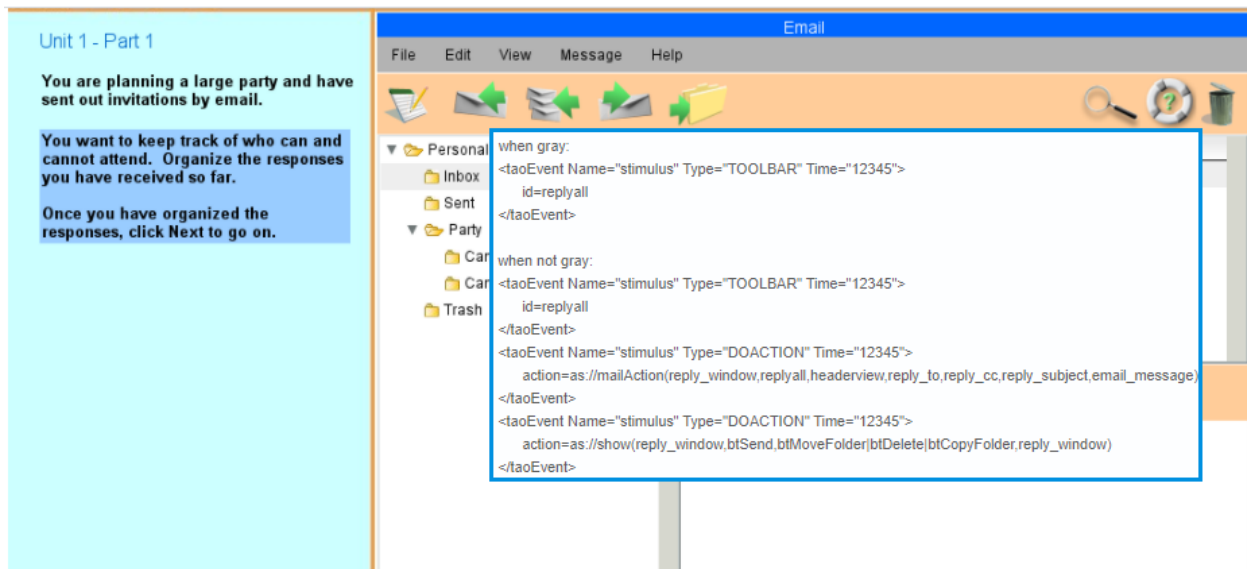 Unit 1 - Part 1
You are planning a large party and have
sent out invitations by email.
You want to keep track of who can and
cannot attend. Organize the responses
you have received so far.
Once you have organized the
responses, click Next to go on.
Email
File Edit View Message Help
Personal
Inbox
Sent
Party
Can
Can
Trash
when gray:
<taoEvent Name="stimulus" Type="TOOLBAR" Time="12345">
id=replyall
</taoEvent>
when not gray:
<taoEvent Name="stimulus" Type="TOOLBAR" Time="12345">
id=replyall
</taoEvent>
<taoEvent Name="stimulus" Type="DOACTION" Time="12345">
action=as://mailAction(reply_window,replyall,headerview,reply_to,reply_cc,reply_subject,email_message)
</taoEvent>
<taoEvent Name="stimulus" Type="DOACTION" Time="12345">
action=as://show(reply_window,btSend,btMoveFolder|btDelete|btCopyFolder,reply_window)
</taoEvent>